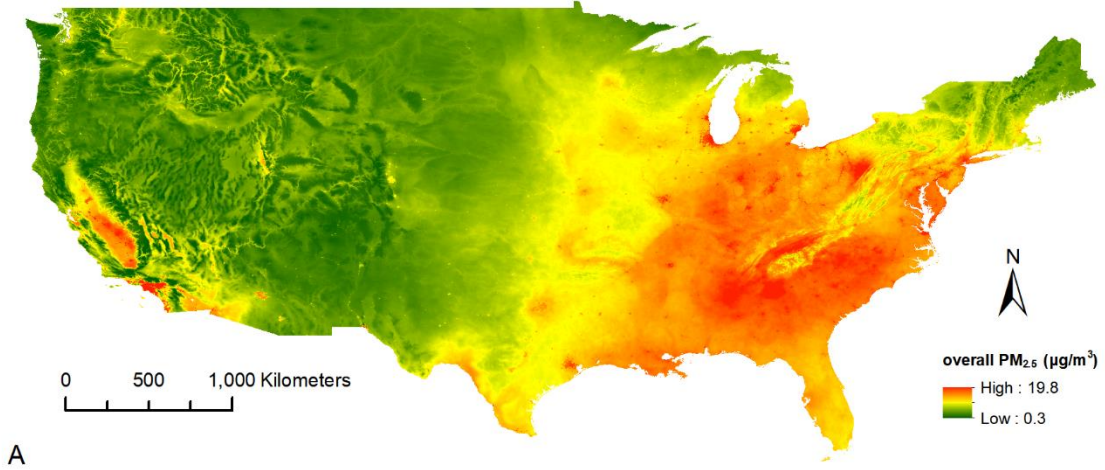 N
overall PM2.5 (µg/m3)
High : 19.8
Low : 0.3
0 500 1,000 Kilometers
A